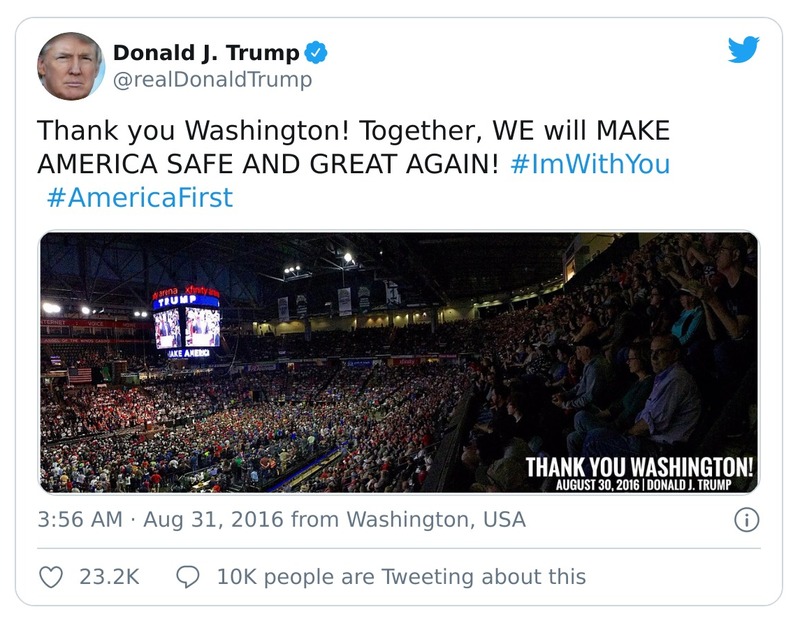 Donald J. Trump
@realDonaldTrump
Thank you Washington! Together, WE will MAKE
AMERICA SAFE AND GREAT AGAIN! #ImWithYou
#AmericaFirst
xfinity arena
TRUMP
MAKE AMERICA
THANK YOU WASHINGTON!
AUGUST 30, 2016 | DONALD J. TRUMP
3:56 AM · Aug 31, 2016 from Washington, USA
23.2K
10K people are Tweeting about this